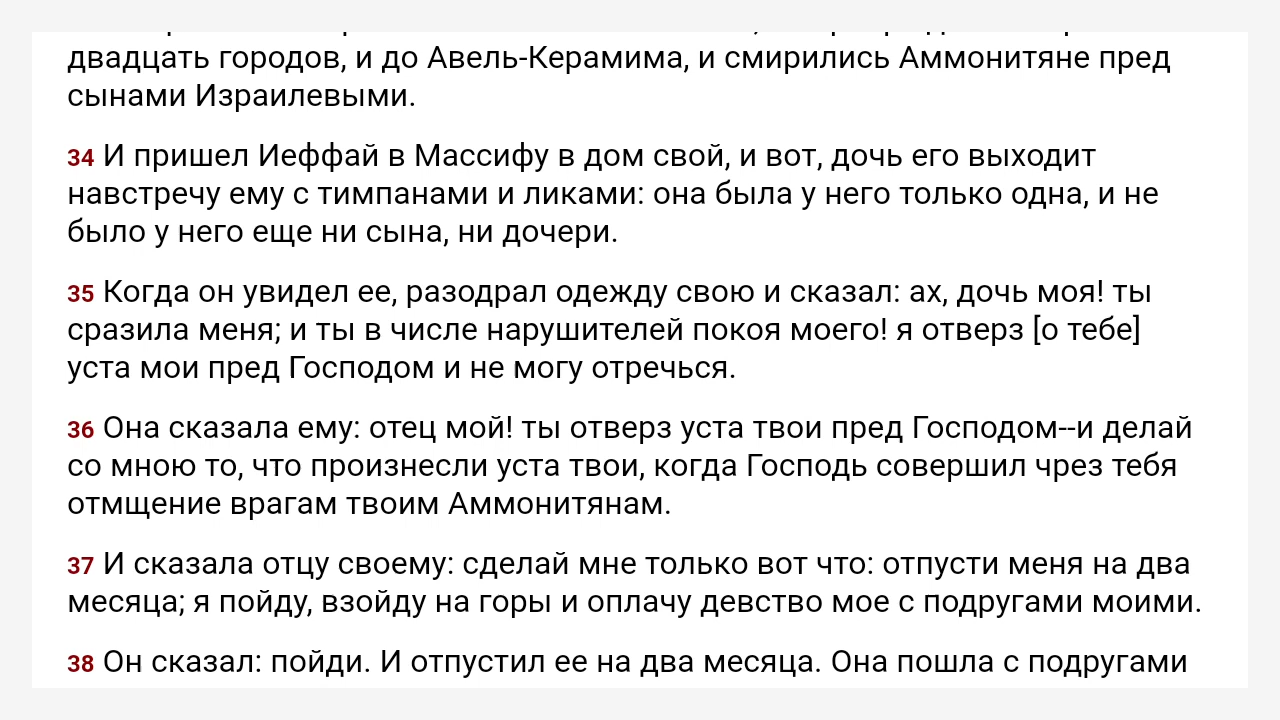 двадцать городов, и до Авель-Керамима, и смирились Аммонитяне пред
сынами Израилевыми.
34 И пришел Иеффай в Массифу в дом свой, и вот, дочь его выходит
навстречу ему с тимпанами и ликами: она была у него только одна, и не
было у него еще ни сына, ни дочери.
35 Когда он увидел ее, разодрал одежду свою и сказал: ах, дочь моя! ты
сразила меня; и ты в числе нарушителей покоя моего! я отверз [о тебе]
уста мои пред Господом и не могу отречься.
36 Она сказала ему: отец мой! ты отверз уста твои пред Господом--и делай
со мною то, что произнесли уста твои, когда Господь совершил чрез тебя
отмщение врагам твоим Аммонитянам.
37 И сказала отцу своему: сделай мне только вот что: отпусти меня на два
месяца; я пойду, взойду на горы и оплачу девство мое с подругами моими.
38 Он сказал: пойди. И отпустил ее на два месяца. Она пошла с подругами